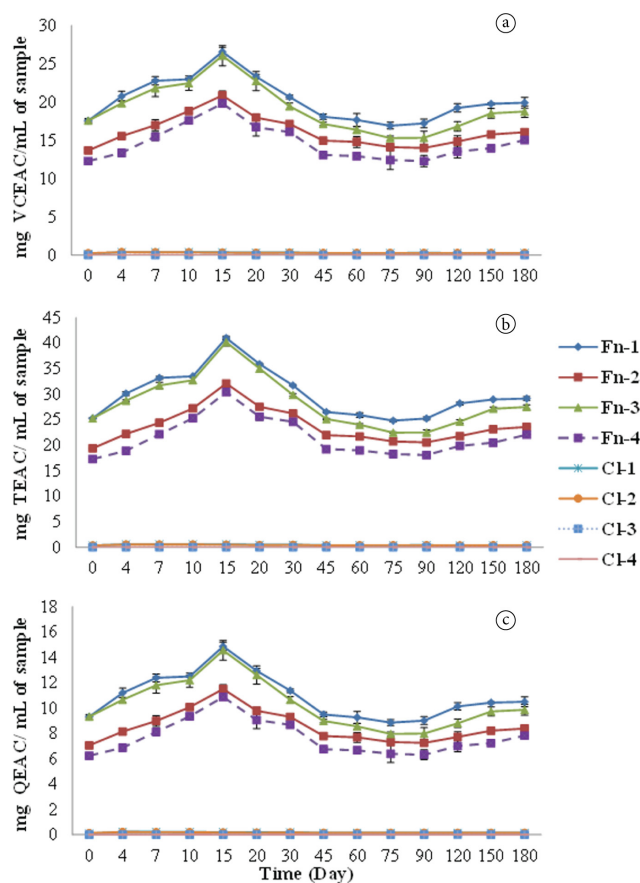 a
30
25
20
15
10
5
0
mg VCEAC/mL of sample
0 4 7 10 15 20 30 45 60 75 90 120 150 180
b
45
40
35
30
25
20
15
10
5
0
mg TEAC/ mL of sample
0 4 7 10 15 20 30 45 60 75 90 120 150 180
Fn-1
Fn-2
Fn-3
Fn-4
Cl-1
Cl-2
Cl-3
Cl-4
c
18
16
14
12
10
8
6
4
2
0
mg QEAC/ mL of sample
0 4 7 10 15 20 30 45 60 75 90 120 150 180
Time (Day)